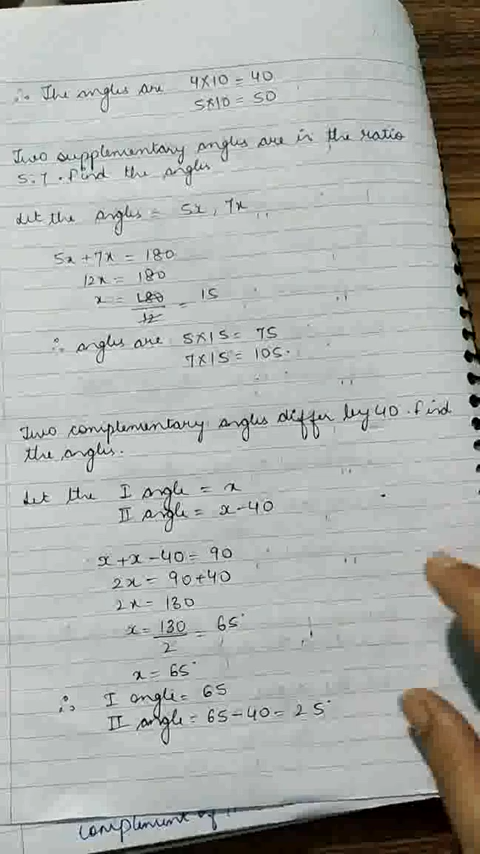 ∴ The angles are 4×10 = 40
5×10 = 50
Two supplementary angles are in the ratio
5:7. find the angles
Let the angles = 5x, 7x
5x + 7x = 180
12x = 180
x = 180/12 = 15
∴ angles are 5×15 = 75
7×15 = 105.
Two complementary angles differ by 40. find
the angles.
Let the I angle = x
II angle = x - 40
x + x - 40 = 90
2x = 90 + 40
2x = 130
x = 130/2 = 65°
x = 65°
∴ I angle = 65
II angle = 65 - 40 = 25°
complement of